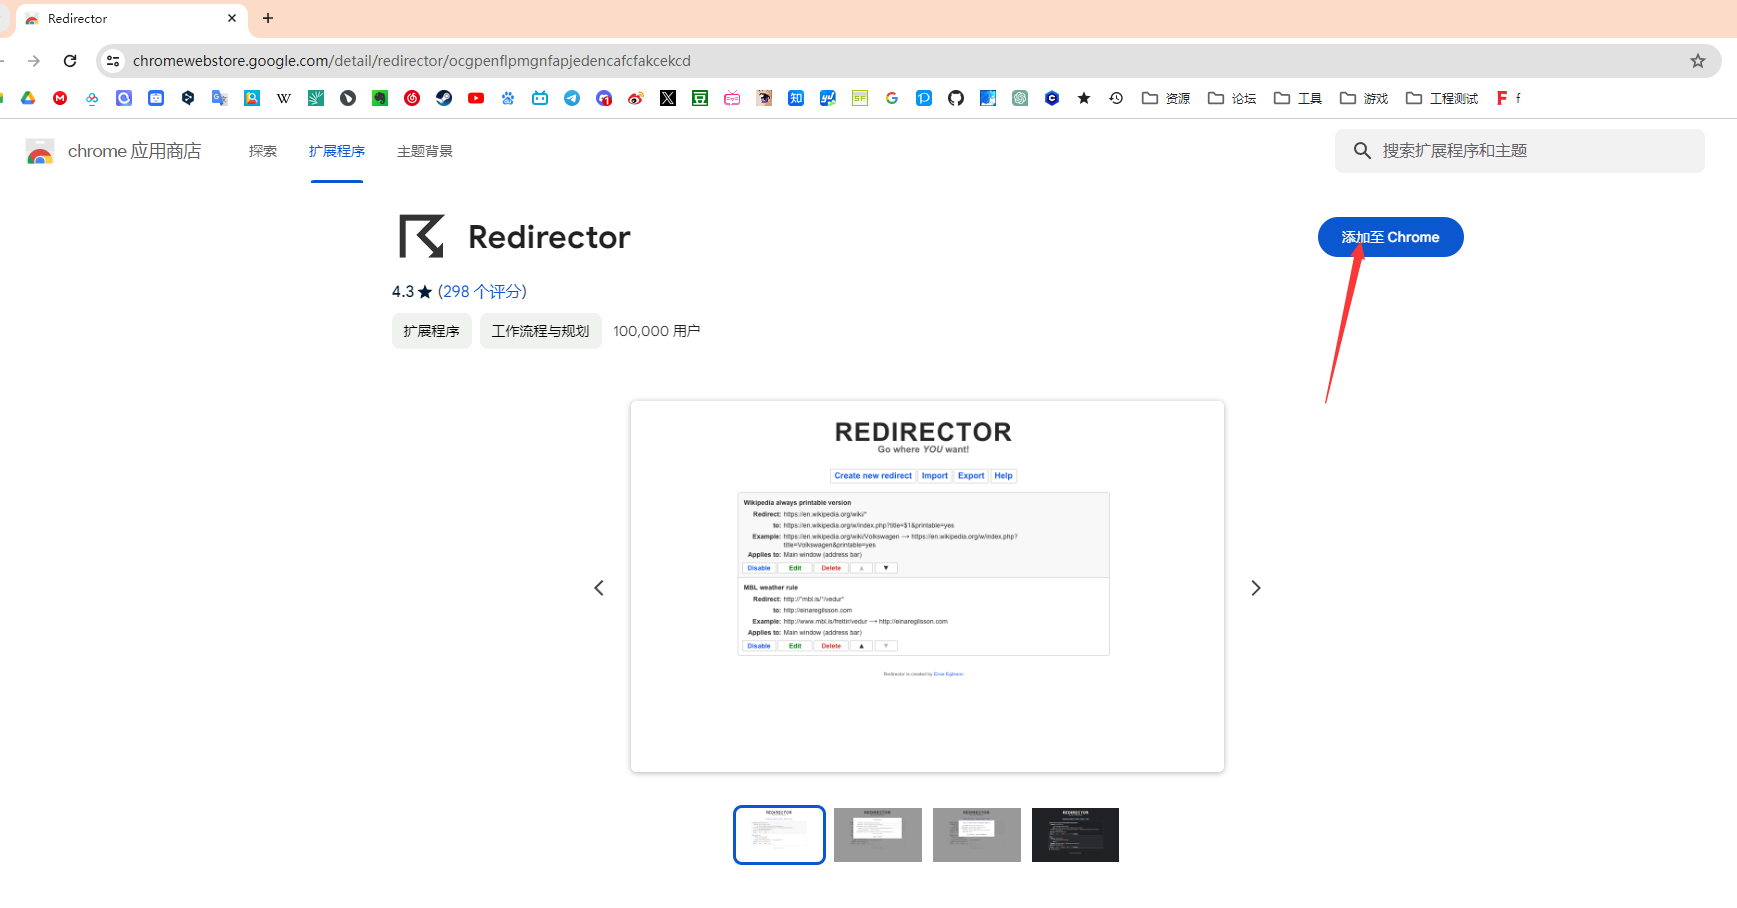 Redirector
chromewebstore.google.com/detail/redirector/ocgpenflpmgnfapjedencafcfakcekcd
资源
论坛
工具
游戏
工程测试
f
chrome 应用商店
探索
扩展程序
主题背景
搜索扩展程序和主题
Redirector
添加至 Chrome
4.3★ (298 个评分)
扩展程序
工作流程与规划
100,000 用户
REDIRECTOR
Go where YOU want!
Create new redirect
Import
Export
Help
Wikipedia always printable version
Redirect: https://en.wikipedia.org/wiki/*
to: https://en.wikipedia.org/w/index.php?title=$1&printable=yes
Example: https://en.wikipedia.org/wiki/Volkswagen → https://en.wikipedia.org/w/index.php?
title=Volkswagen&printable=yes
Applies to: Main window (address bar)
Disable
Edit
Delete
▲
▼
MBL weather rule
Redirect: http://*mbl.is/*/vedur*
to: http://einaregilsson.com
Example: http://www.mbl.is/frettir/vedur → http://einaregilsson.com
Applies to: Main window (address bar)
Disable
Edit
Delete
▲
▼
Redirector is created by Einar Egilsson